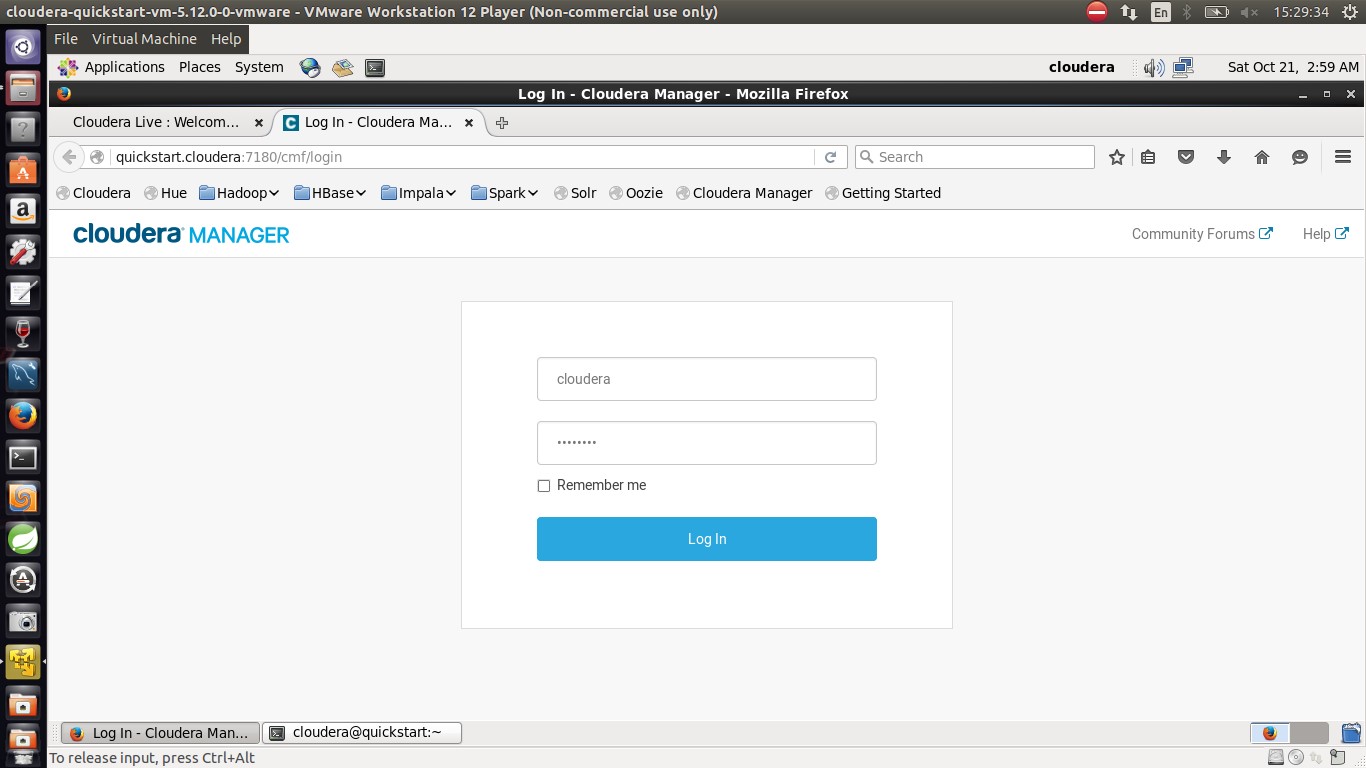 cloudera-quickstart-vm-5.12.0-0-vmware - VMware Workstation 12 Player (Non-commercial use only) En 15:29:34
File Virtual Machine Help
Applications Places System cloudera Sat Oct 21, 2:59 AM
Log In - Cloudera Manager - Mozilla Firefox
Cloudera Live : Welcom... Log In - Cloudera Ma...
quickstart.cloudera:7180/cmf/login Search
Cloudera Hue Hadoop HBase Impala Spark Solr Oozie Cloudera Manager Getting Started
cloudera MANAGER Community Forums Help
cloudera
••••••••
Remember me
Log In
Log In - Cloudera Man... cloudera@quickstart:~
To release input, press Ctrl+Alt